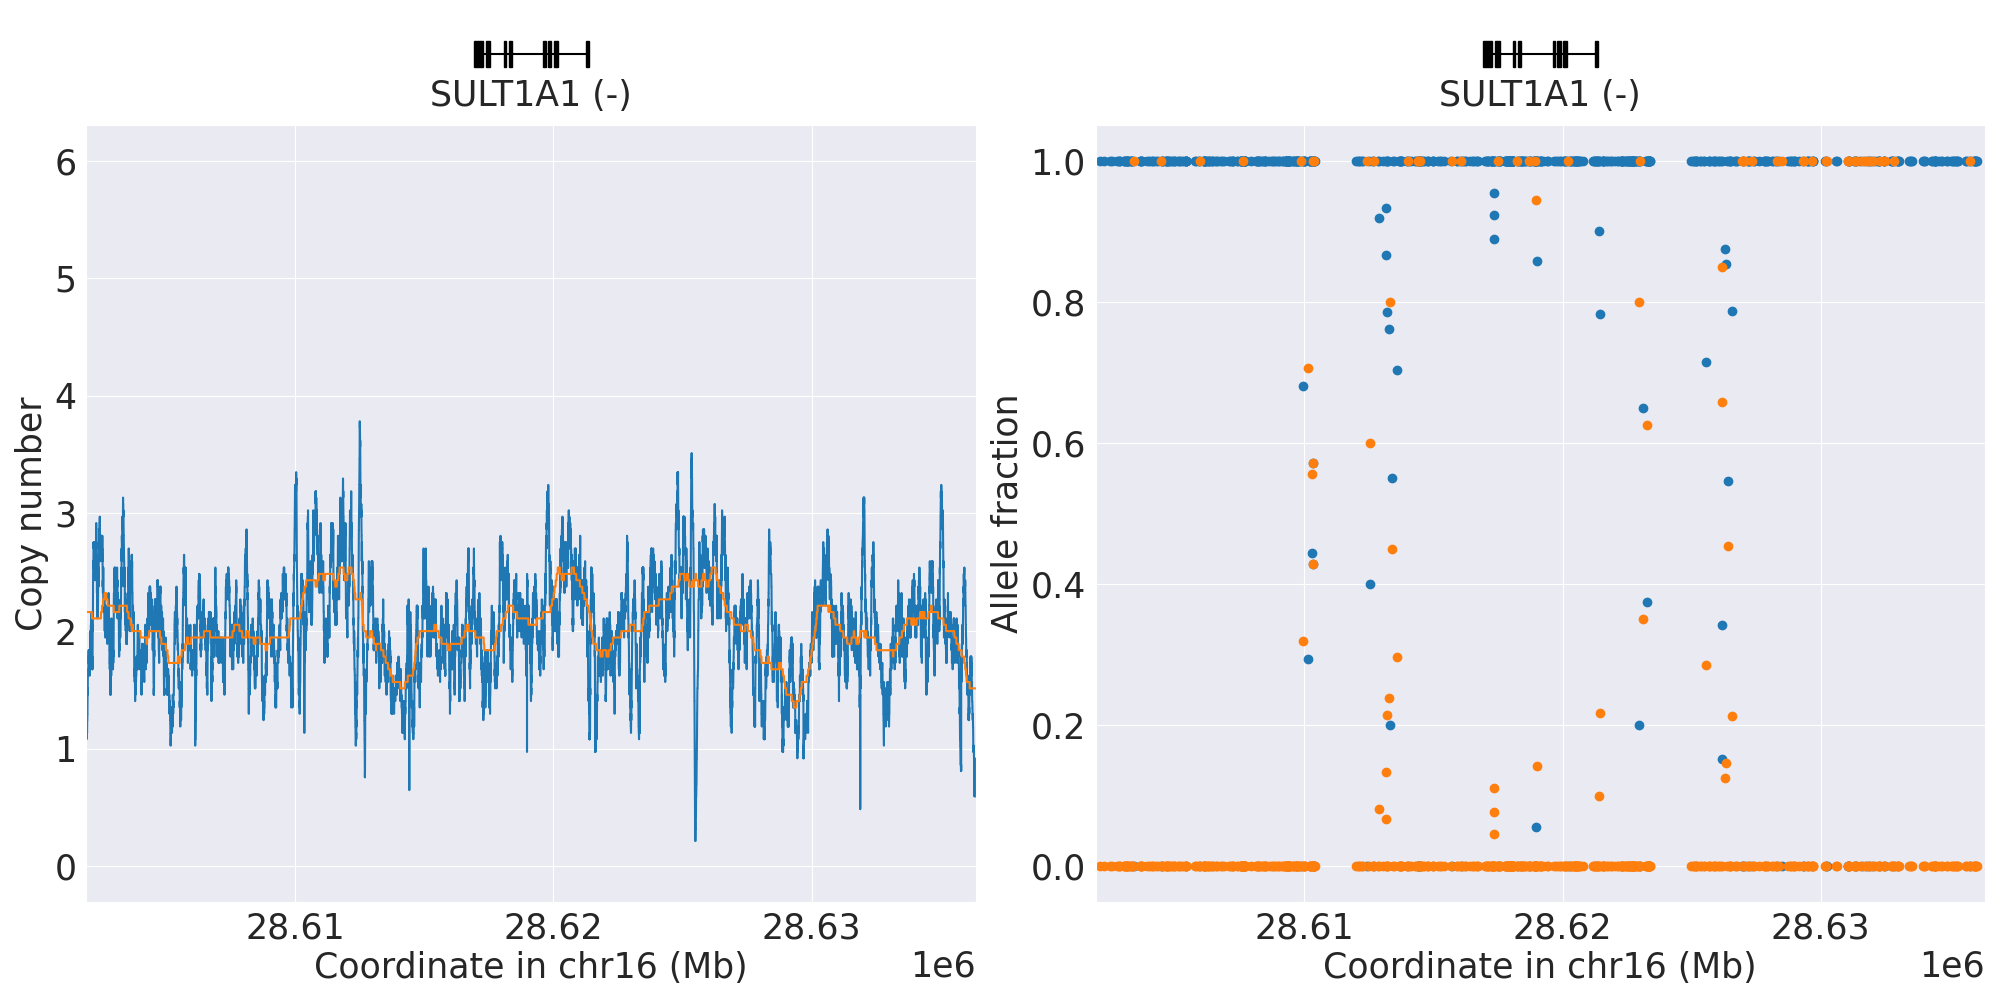 SULT1A1 (-)
6
5
4
3
2
1
0
Copy number
28.61
28.62
28.63
Coordinate in chr16 (Mb)
1e6
SULT1A1 (-)
1.0
0.8
0.6
0.4
0.2
0.0
Allele fraction
28.61
28.62
28.63
Coordinate in chr16 (Mb)
1e6